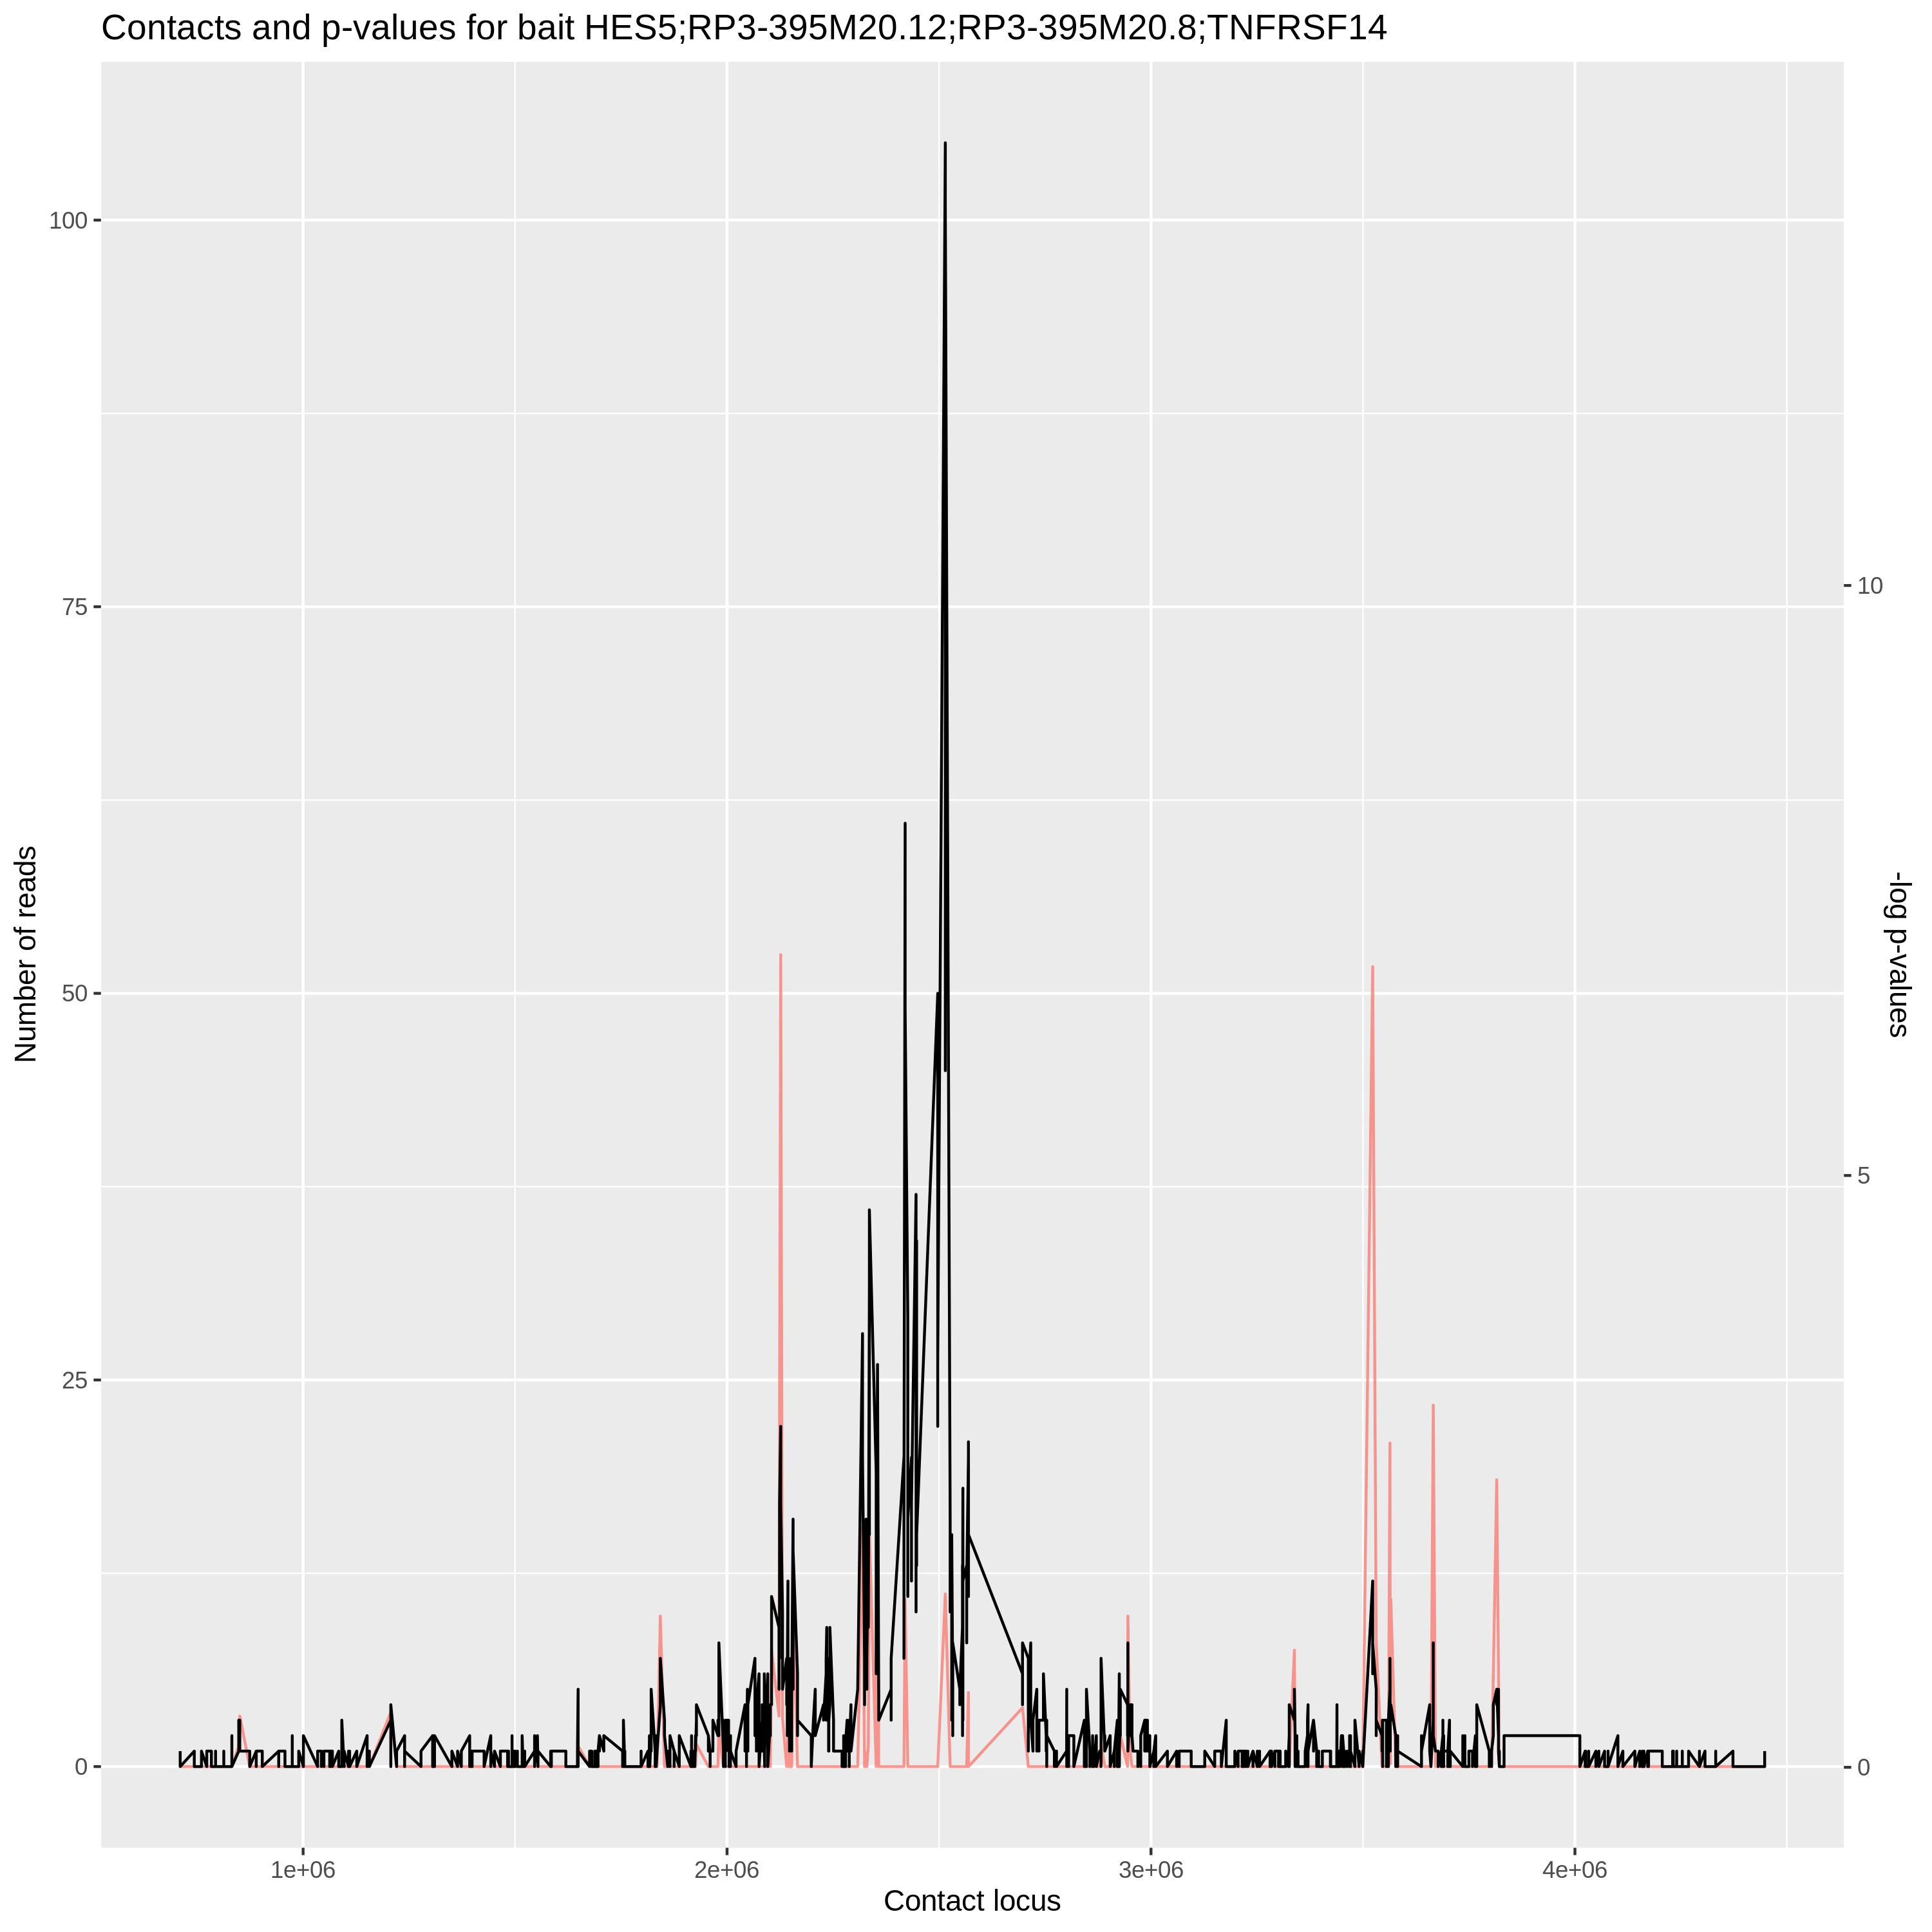 Contacts and p-values for bait HES5;RP3-395M20.12;RP3-395M20.8;TNFRSF14
100
75
50
25
0
Number of reads
10
5
0
-log p-values
1e+06
2e+06
3e+06
4e+06
Contact locus